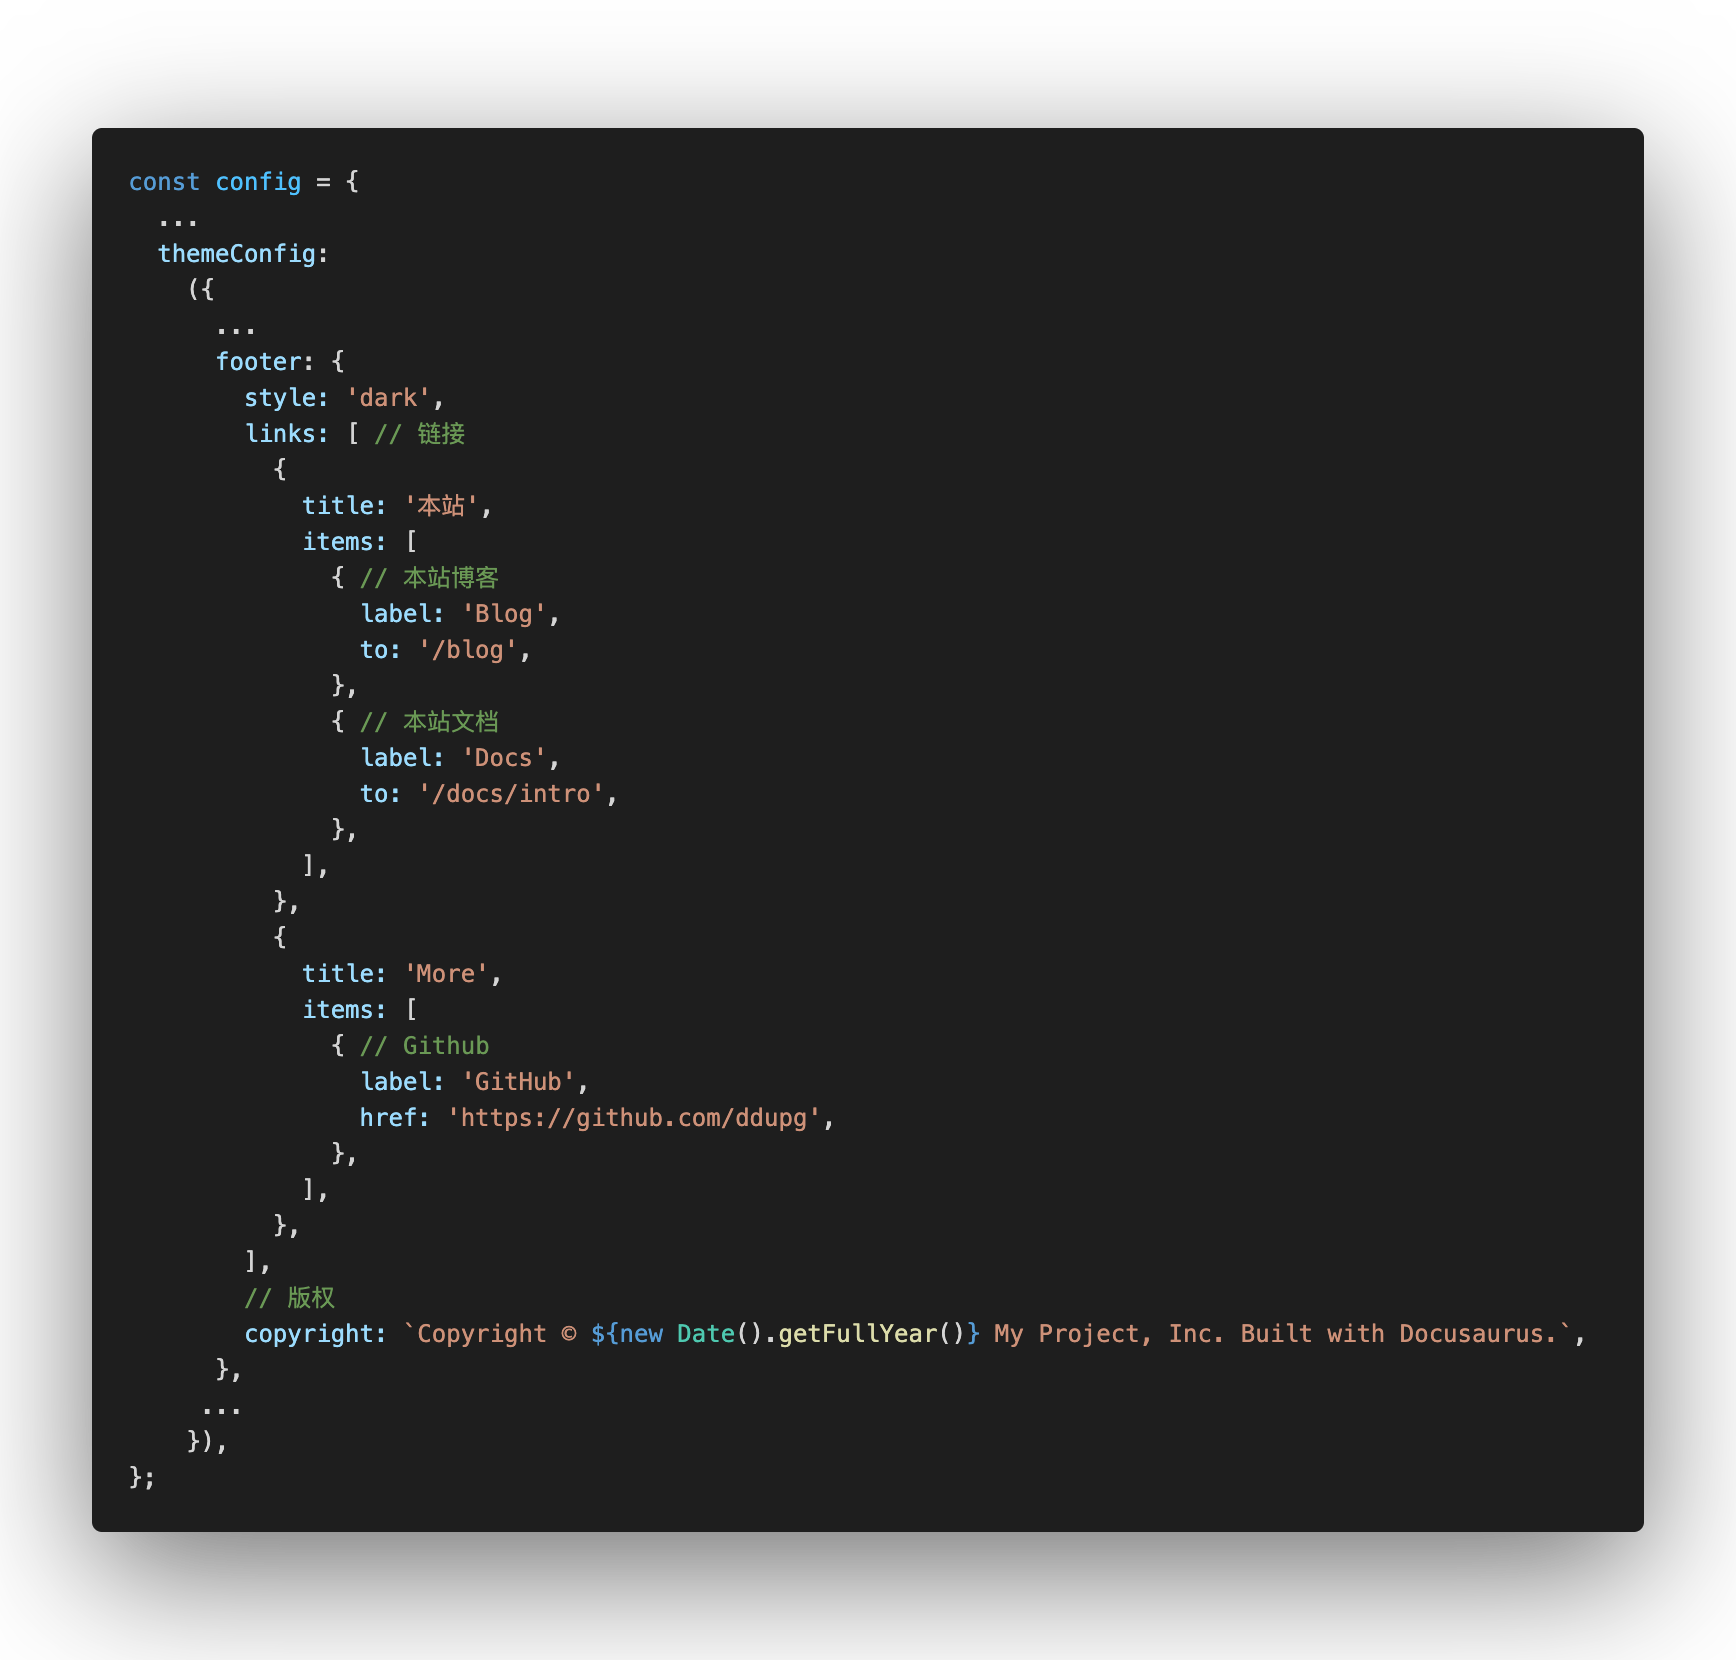 const config = {
  ...
  themeConfig:
    ({
      ...
      footer: {
        style: 'dark',
        links: [ // 链接
          {
            title: '本站',
            items: [
              { // 本站博客
                label: 'Blog',
                to: '/blog',
              },
              { // 本站文档
                label: 'Docs',
                to: '/docs/intro',
              },
            ],
          },
          {
            title: 'More',
            items: [
              { // Github
                label: 'GitHub',
                href: 'https://github.com/ddupg',
              },
            ],
          },
        ],
        // 版权
        copyright: `Copyright © ${new Date().getFullYear()} My Project, Inc. Built with Docusaurus.`,
      },
     ...
    }),
};